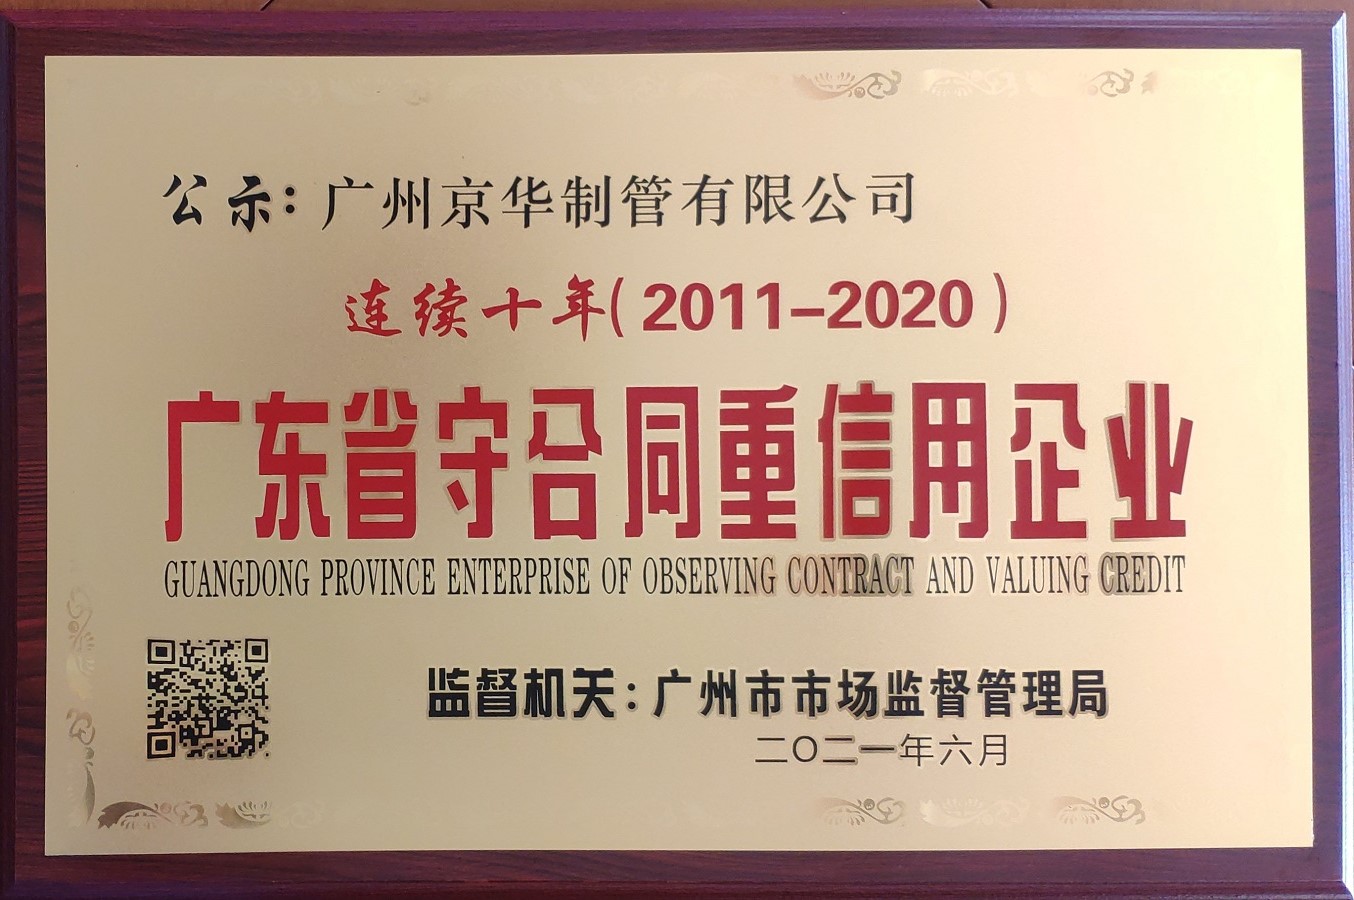 公示：广州京华制管有限公司
连续十年（2011-2020）
广东省守合同重信用企业
GUANGDONG PROVINCE ENTERPRISE OF OBSERVING CONTRACT AND VALUING CREDIT
监督机关：广州市市场监督管理局
二〇二一年六月